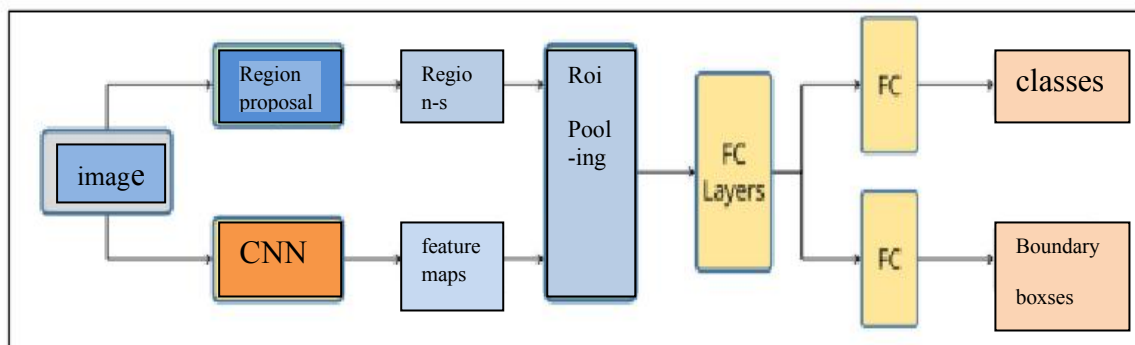 image
Region
proposal
Regio
n-s
CNN
feature
maps
Roi
Pool
-ing
FC
Layers
FC
classes
FC
Boundary
boxses